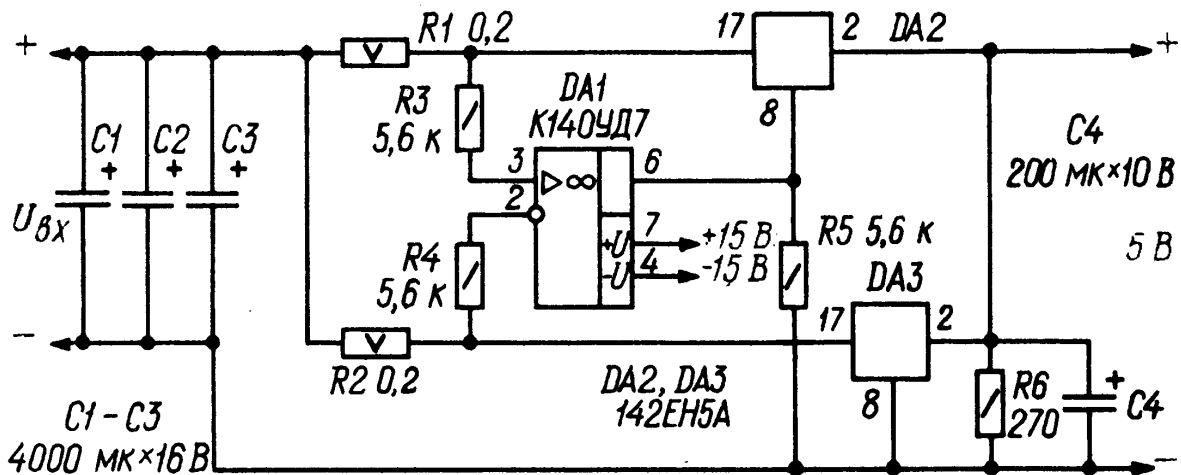 +
R1 0,2
17
2
DA2
+
R3
5,6 к
DA1
К140УД7
8
C1
+
C2
+
C3
+
3
▷∞
6
C4
200 мк×10 В
2
Uвх
R4
5,6 к
+U
7
+15 В
-U
4
-15 В
R5 5,6 к
5 В
DA3
17
2
−
R2 0,2
DA2, DA3
142ЕН5А
8
R6
270
+
C4
C1 – C3
4000 мк×16 В
−